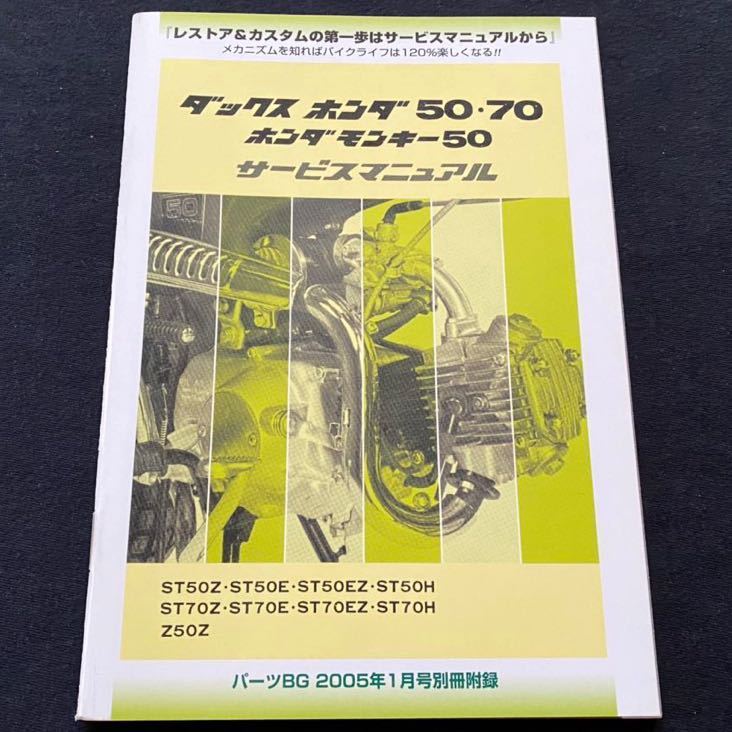 「レストア&カスタムの第一歩はサービスマニュアルから」
メカニズムを知ればバイクライフは120%楽しくなる!!
ダックス ホンダ 50・70
ホンダモンキー50
サービスマニュアル
50
ST50Z・ST50E・ST50EZ・ST50H
ST70Z・ST70E・ST70EZ・ST70H
Z50Z
パーツBG 2005年1月号別冊附録